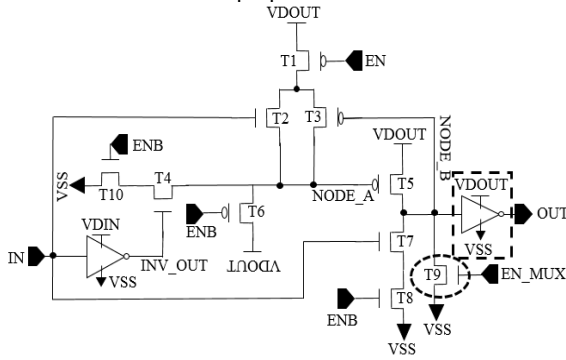 VDOUT
T1
EN
T2
T3
ENB
VSS
T10
T4
VDOUT
NODE_B
NODE_A
T5
VDOUT
OUT
VSS
ENB
T6
VDOUT
VDIN
IN
INV_OUT
VSS
T7
T9
EN_MUX
ENB
T8
VSS
VSS